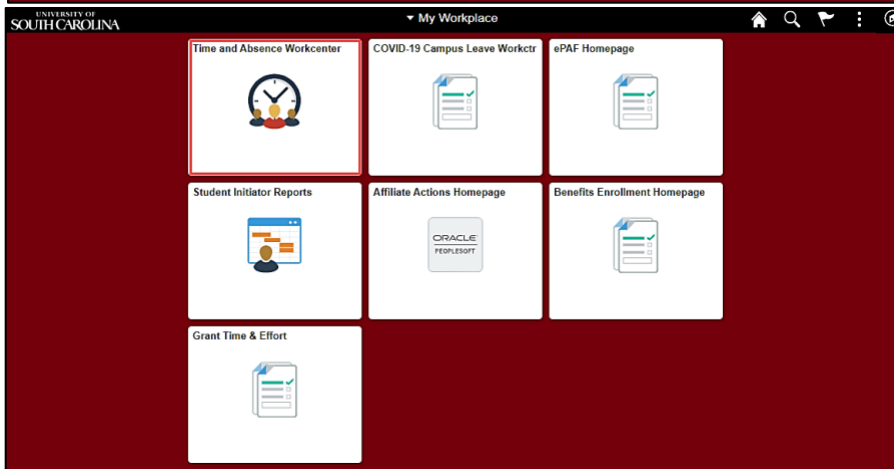 UNIVERSITY OF
SOUTH CAROLINA
My Workplace
Time and Absence Workcenter
COVID-19 Campus Leave Workctr
ePAF Homepage
Student Initiator Reports
Affiliate Actions Homepage
ORACLE
PEOPLESOFT
Benefits Enrollment Homepage
Grant Time & Effort